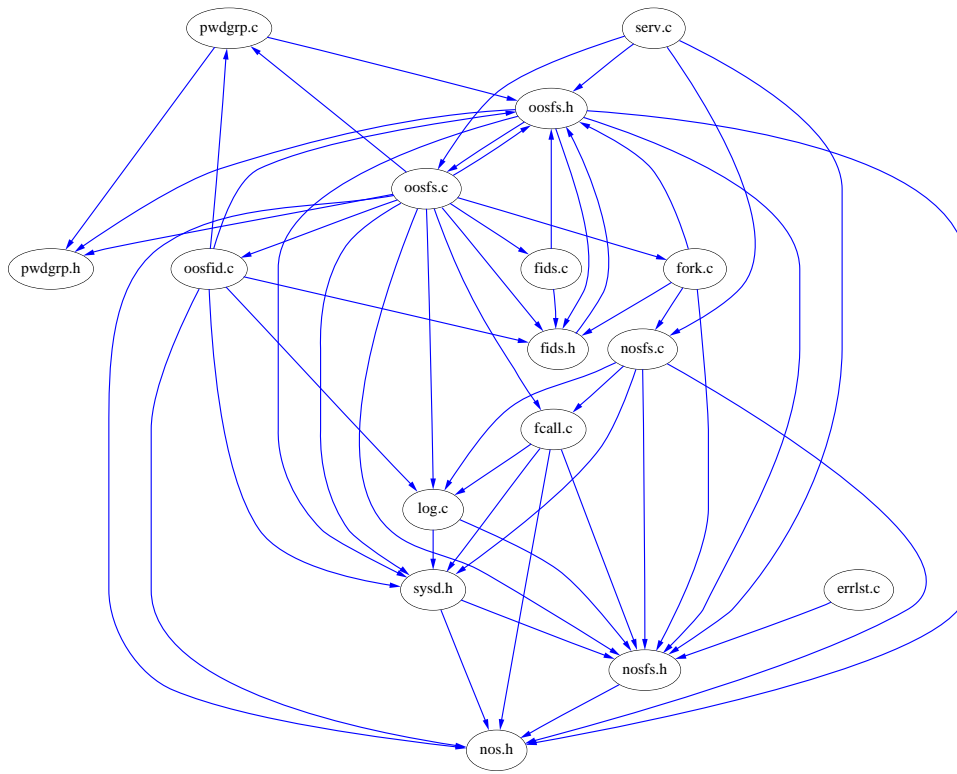 pwdgrp.c
serv.c
oosfs.h
oosfs.c
pwdgrp.h
oosfid.c
fids.c
fork.c
fids.h
nosfs.c
fcall.c
log.c
sysd.h
errlst.c
nosfs.h
nos.h